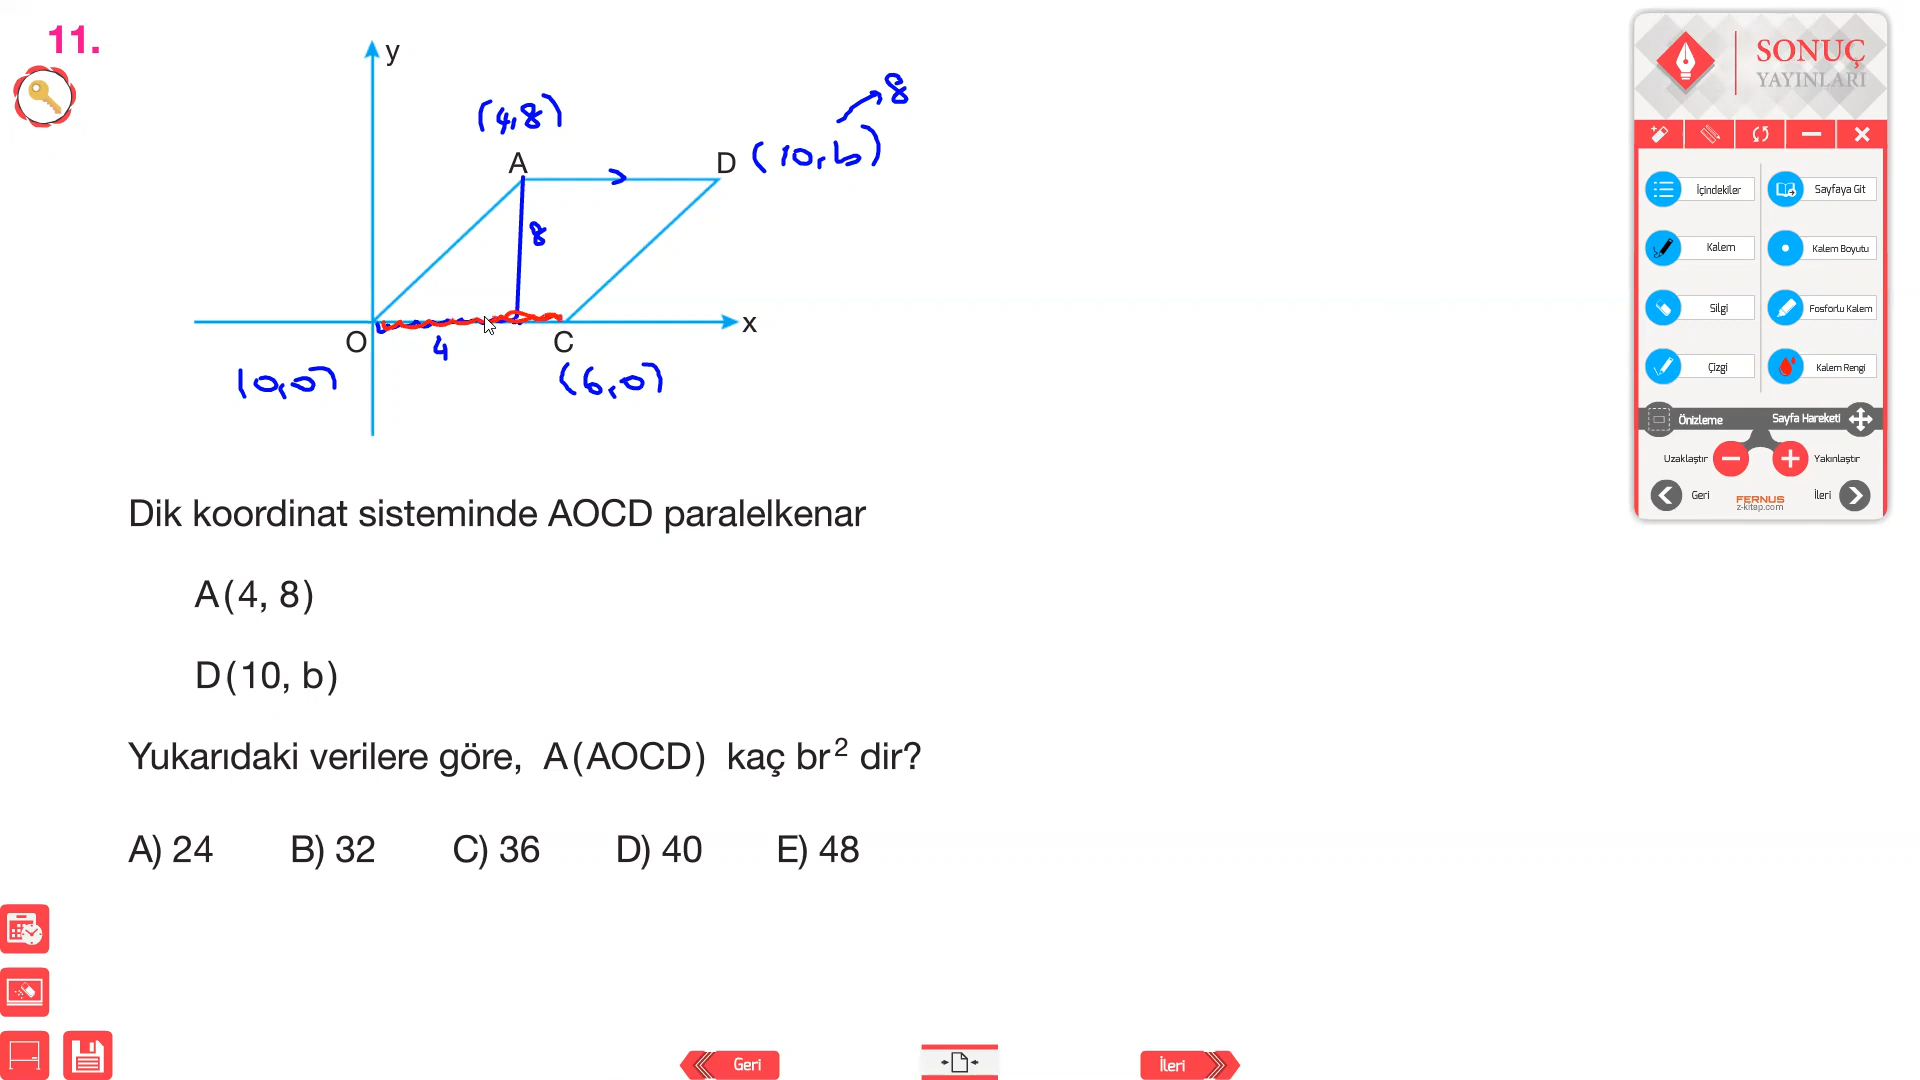 11.
y
(4,8)
8
A
D
(10,b)
8
O
4
C
x
(0,0)
(6,0)
Dik koordinat sisteminde AOCD paralelkenar
A(4, 8)
D(10, b)
Yukarıdaki verilere göre, A(AOCD) kaç br² dir?
A) 24 B) 32 C) 36 D) 40 E) 48
SONUÇ
YAYINLARI
İçindekiler
Sayfaya Git
Kalem
Kalem Boyutu
Silgi
Fosforlu Kalem
Çizgi
Kalem Rengi
Önizleme
Sayfa Hareketi
Uzaklaştır
Yakınlaştır
Geri
FERNUS
z-kitap.com
İleri
Geri
İleri